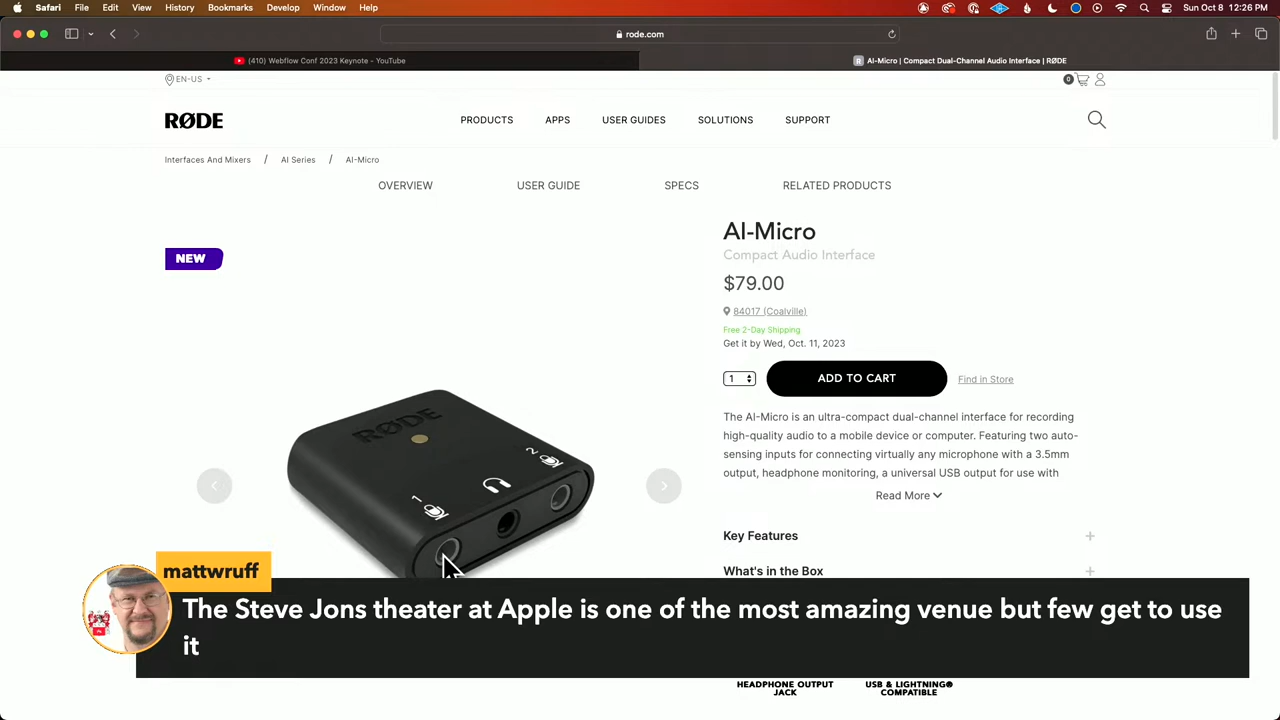 Safari File Edit View History Bookmarks Window Help
Sun Oct 8 12:26 PM
rode.com
(410) Webflow Conf 2023 Keynote - YouTube
R AI-Micro | Compact Dual-Channel Audio Interface | RØDE
EN-US
0
RØDE
PRODUCTS APPS USER GUIDES SOLUTIONS SUPPORT
Interfaces And Mixers / AI Series / AI-Micro
OVERVIEW USER GUIDE SPECS RELATED PRODUCTS
NEW
AI-Micro
Compact Audio Interface
$79.00
84017 (Coalville)
Free 2-Day Shipping
Get it by Wed, Oct. 11, 2023
1 ADD TO CART Find in Store
The AI-Micro is an ultra-compact dual-channel interface for recording
high-quality audio to a mobile device or computer. Featuring two auto-
sensing inputs for connecting virtually any microphone with a 3.5mm
output, headphone monitoring, a universal USB output for use with
Read More
RØDE
1
2
Key Features +
What's in the Box +
mattwruff
The Steve Jons theater at Apple is one of the most amazing venue but few get to use
it
HEADPHONE OUTPUT
JACK
USB & LIGHTNING®
COMPATIBLE